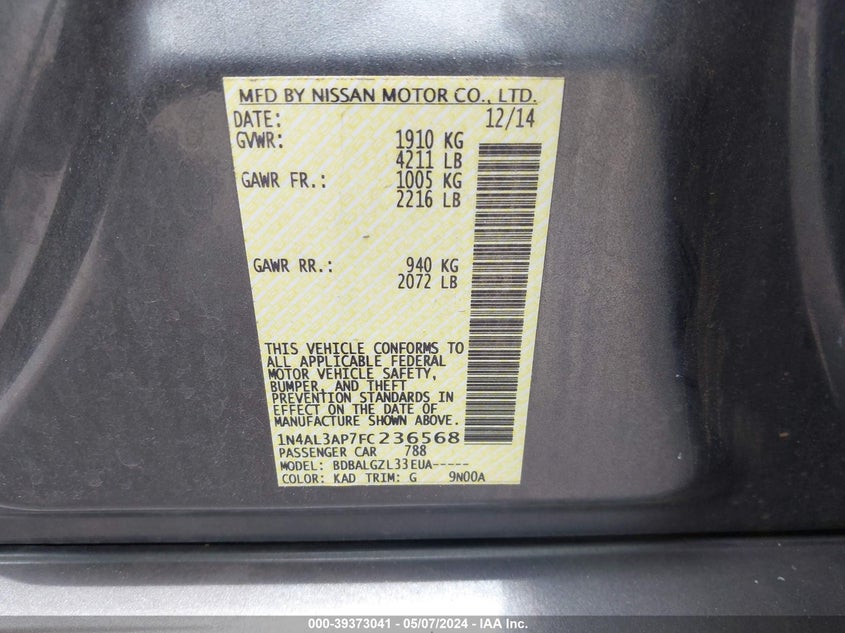 MFD BY NISSAN MOTOR CO., LTD.
DATE: 12/14
GVWR: 1910 KG
4211 LB
GAWR FR.: 1005 KG
2216 LB
GAWR RR.: 940 KG
2072 LB
THIS VEHICLE CONFORMS TO
ALL APPLICABLE FEDERAL
MOTOR VEHICLE SAFETY,
BUMPER, AND THEFT
PREVENTION STANDARDS IN
EFFECT ON THE DATE OF
MANUFACTURE SHOWN ABOVE.
1N4AL3AP7FC236568
PASSENGER CAR 788
MODEL: BDBALGZL33EUA-----
COLOR: KAD TRIM: G 9N00A
000-39373041 - 05/07/2024 - IAA Inc.